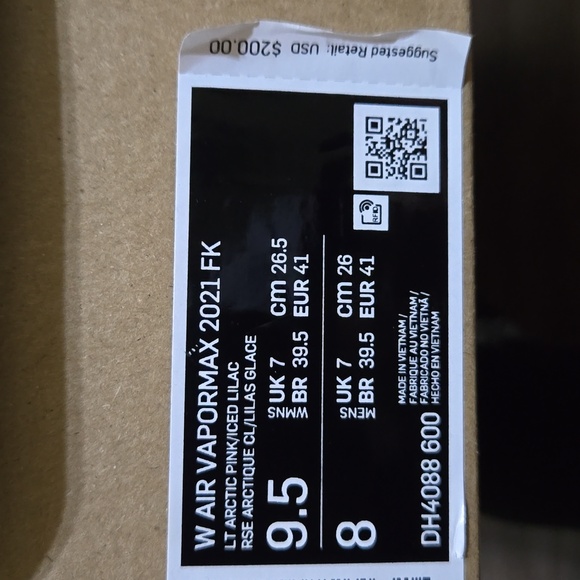 Suggested Retail: USD $200.00
W AIR VAPORMAX 2021 FK
LT ARCTIC PINK/ICED LILAC
RSE ARCTIQUE CL/LILAS GLACE
9.5
WMNS
UK 7 cm 26.5
BR 39.5 EUR 41
8
MENS
UK 7 cm 26
BR 39.5 EUR 41
RFID
MADE IN VIETNAM /
FABRIQUE AU VIETNAM /
FABRICADO NO VIETNÃ /
HECHO EN VIETNAM
DH4088 600